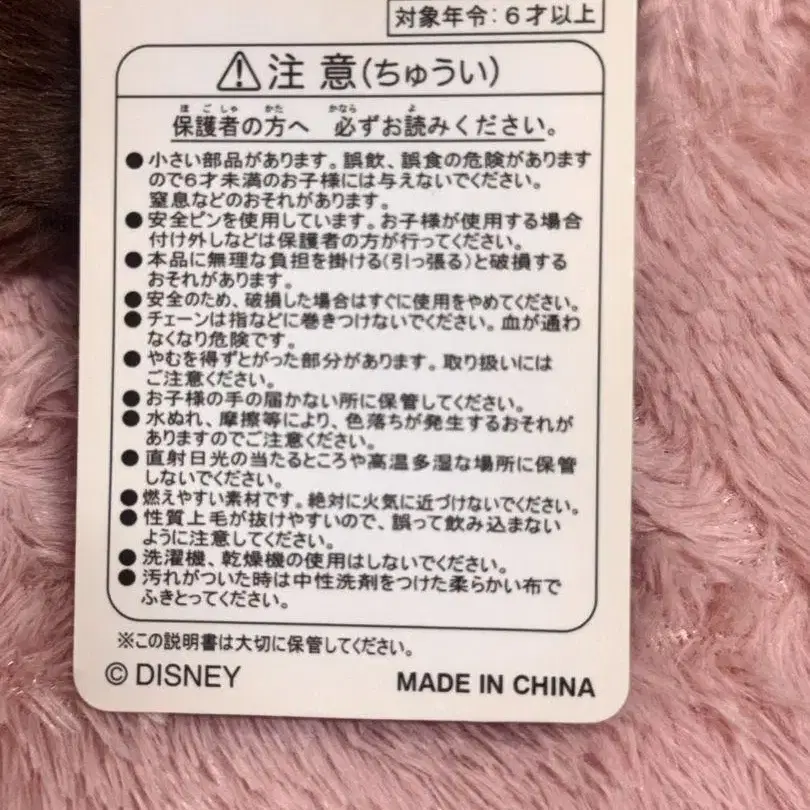 対象年令:6才以上
⚠注意(ちゅうい)
ほごしゃ かた かなら よ
保護者の方へ 必ずお読みください。
●小さい部品があります。誤飲、誤食の危険があります
ので6才未満のお子様には与えないでください。
窒息などのおそれがあります。
●安全ピンを使用しています。お子様が使用する場合
付け外しなどは保護者の方が行ってください。
●本品に無理な負担を掛ける(引っ張る)と破損する
おそれがあります。
●安全のため、破損した場合はすぐに使用をやめてください。
●チェーンは指などに巻きつけないでください。血が通わ
なくなり危険です。
●やむを得ずとがった部分があります。取り扱いには
ご注意ください。
●お子様の手の届かない所に保管してください。
●水ぬれ、摩擦等により、色落ちが発生するおそれが
ありますのでご注意ください。
●直射日光の当たるところや高温多湿な場所に保管
しないでください。
●燃えやすい素材です。絶対に火気に近づけないでください。
●性質上毛が抜けやすいので、誤って飲み込まない
ように注意してください。
●洗濯機、乾燥機の使用はしないでください。
●汚れがついた時は中性洗剤をつけた柔らかい布で
ふきとってください。
※この説明書は大切に保管してください。
© DISNEY
MADE IN CHINA